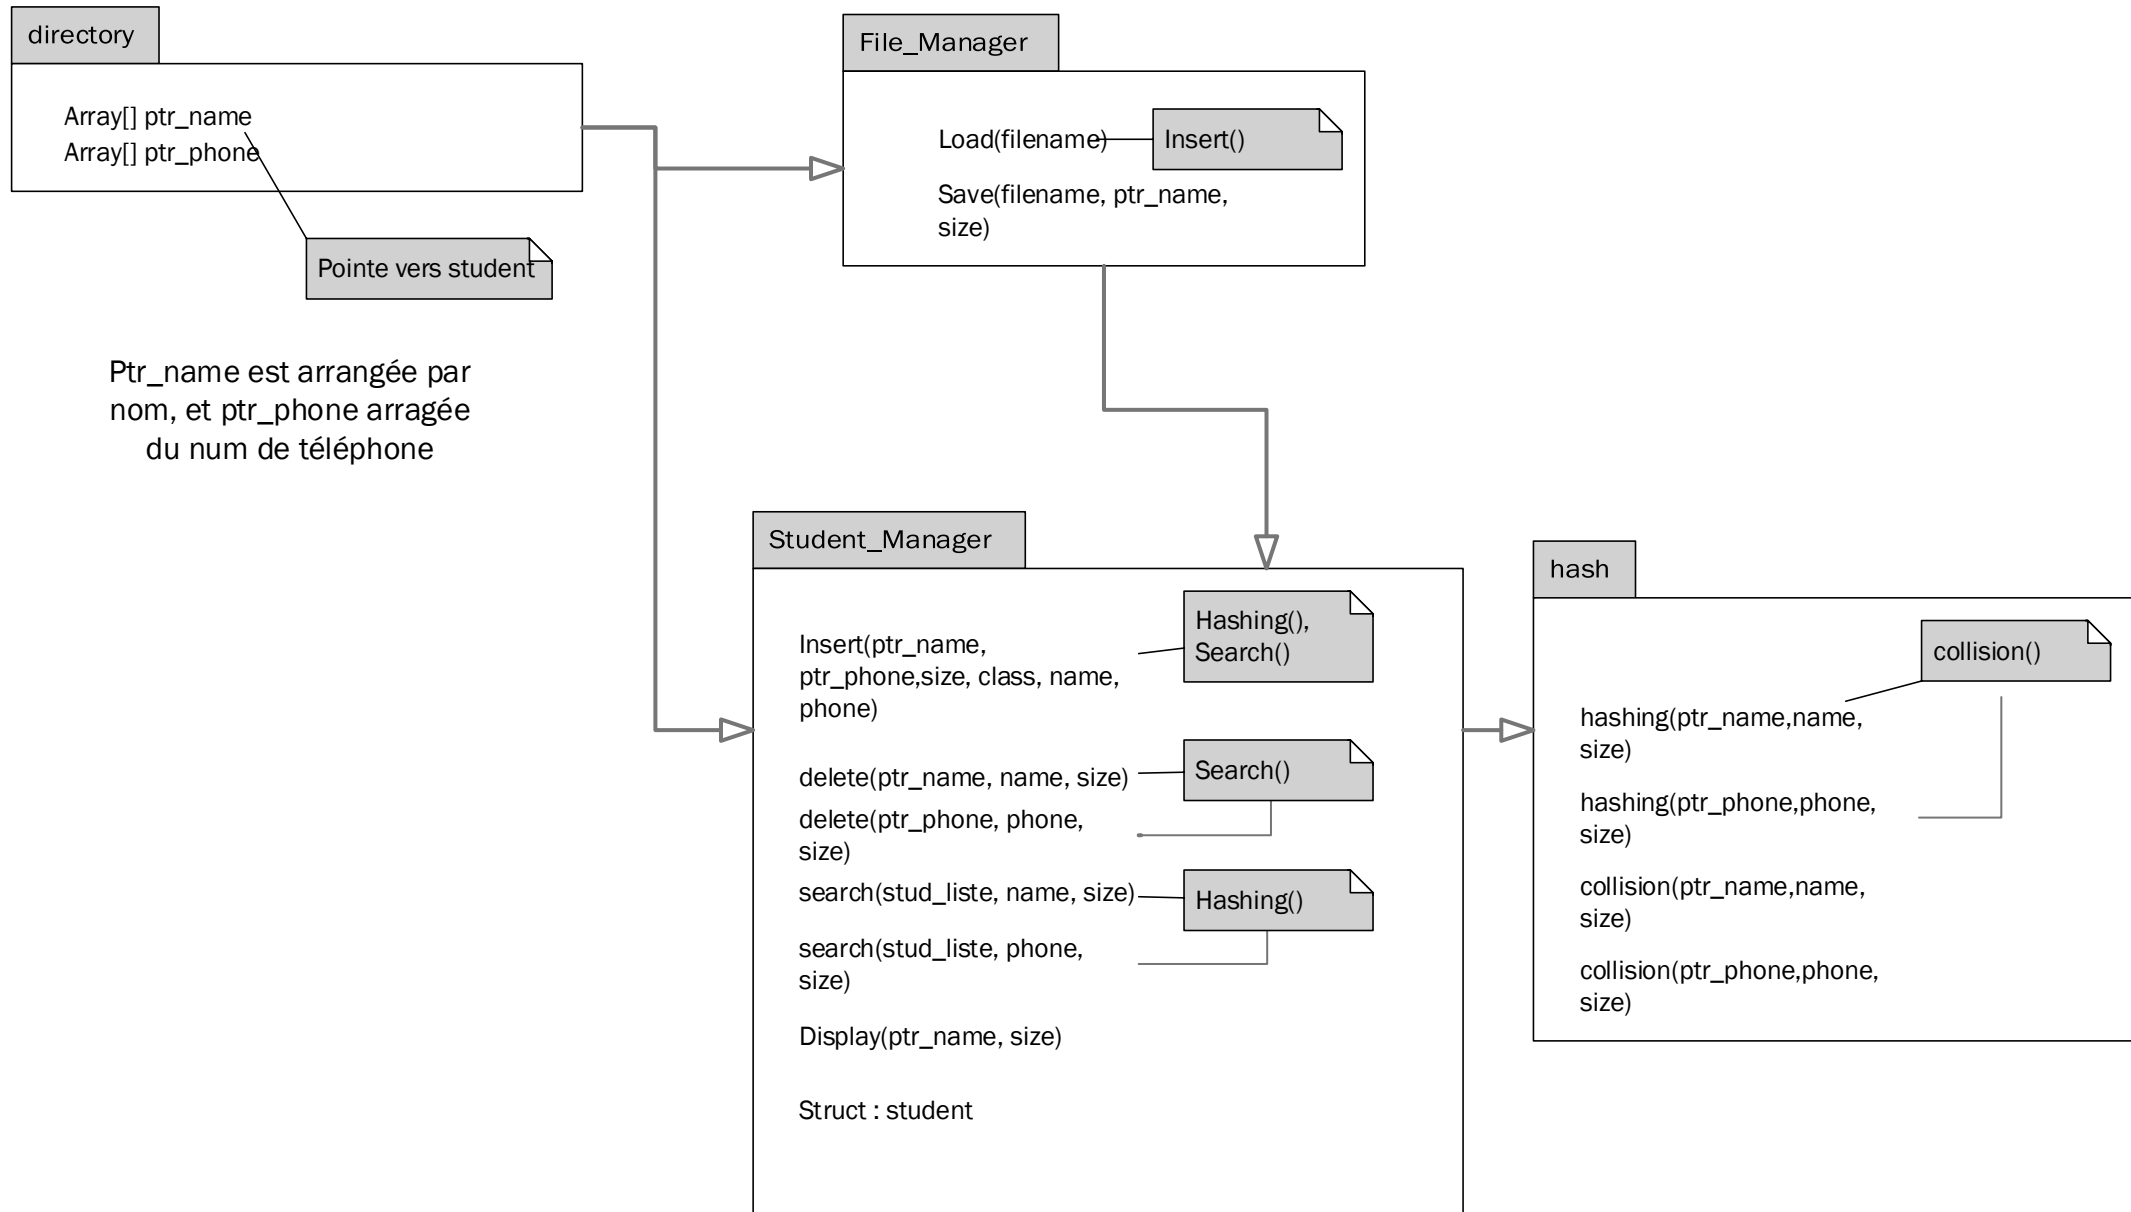 directory
Array[] ptr_name
Array[] ptr_phone
Pointe vers student
Ptr_name est arrangée par
nom, et ptr_phone arragée
du num de téléphone
File_Manager
Load(filename)
Insert()
Save(filename, ptr_name,
size)
Student_Manager
Insert(ptr_name,
ptr_phone,size, class, name,
phone)
Hashing(),
Search()
delete(ptr_name, name, size)
Search()
delete(ptr_phone, phone,
size)
search(stud_liste, name, size)
Hashing()
search(stud_liste, phone,
size)
Display(ptr_name, size)
Struct : student
hash
collision()
hashing(ptr_name,name,
size)
hashing(ptr_phone,phone,
size)
collision(ptr_name,name,
size)
collision(ptr_phone,phone,
size)